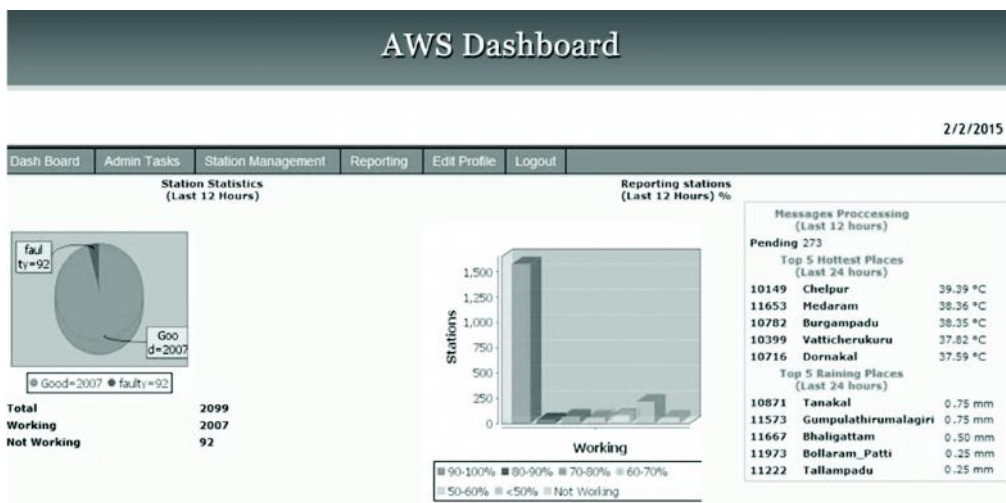 AWS Dashboard
2/2/2015
Dash Board Admin Tasks Station Management Reporting Edit Profile Logout
Station Statistics
(Last 12 Hours)
faul
ty=92
Goo
d=2007
Good=2007 faulty=92
Total 2099
Working 2007
Not Working 92
Reporting stations
(Last 12 Hours) %
Stations
1,500
1,250
1,000
750
500
250
0
Working
90-100% 80-90% 70-80% 60-70%
50-60% <50% Not Working
Messages Proccessing
(Last 12 hours)
Pending 273
Top 5 Hottest Places
(Last 24 hours)
10149 Chelpur 39.39 °C
11653 Medaram 38.36 °C
10782 Burgampadu 38.35 °C
10399 Vatticherukuru 37.82 °C
10716 Dornakal 37.59 °C
Top 5 Raining Places
(Last 24 hours)
10871 Tanakal 0.75 mm
11573 Gumpulathirumalagiri 0.75 mm
11667 Bhaligattam 0.50 mm
11973 Bollaram_Patti 0.25 mm
11222 Tallampadu 0.25 mm